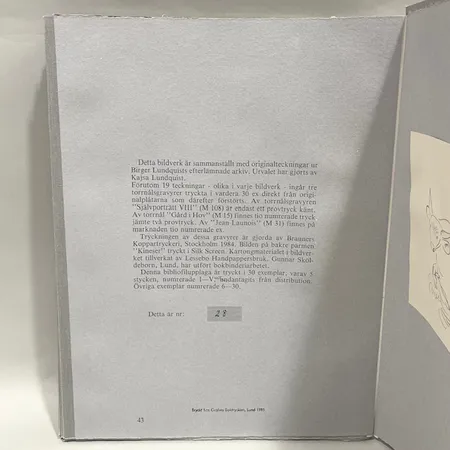 Detta bildverk är sammanställt med originalteckningar ur
Birger Lundquists efterlämnade arkiv. Urvalet har gjorts av
Kajsa Lundquist.
Förutom 19 teckningar - olika i varje bildverk - ingår tre
torrnålsgravyrer tryckta i vardera 30 ex direkt från origi-
nalplåtarna som därefter förstörts. Av torrnålsgravyren
"Självporträtt VIII" (M 108) är endast ett provtryck känt.
Av torrnål "Gård i Hov" (M 15) finnes tio numrerade tryck
jämte två provtryck. Av "Jean Launois" (M 31) finnes på
marknaden tio numrerade ex.
Tryckningen av dessa gravyrer är gjorda av Brauners
Koppartryckeri, Stockholm 1984. Bilden på bakre pärmen
"Kineser" tryckt i Silk Screen. Kartongmaterialet i bildver-
ket tillverkat av Lessebo Handpappersbruk. Gunnar Sköl-
deborn, Lund, har utfört bokbinderiarbetet.
Denna bibliofilupplaga är tryckt i 30 exemplar, varav 5
stycken, numrerade I—V, undantagits från distribution.
Övriga exemplar numrerade 6—30.
Detta är nr: 28
Lund 1985
43